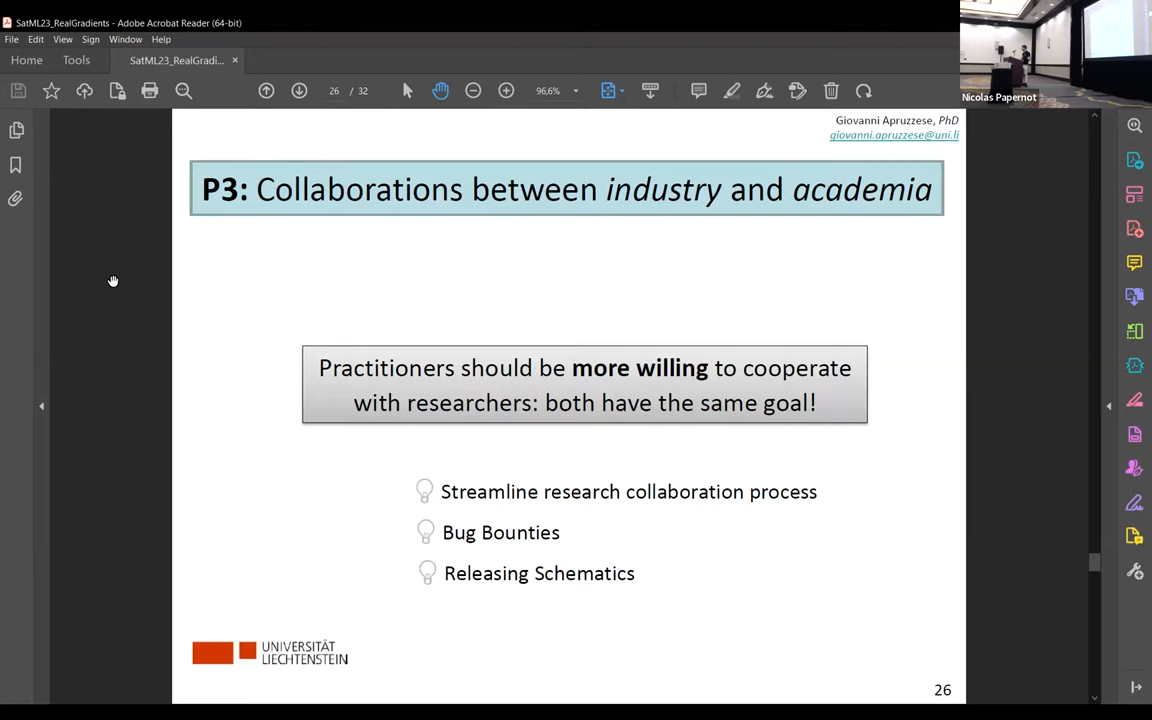 SatML23_RealGradients - Adobe Acrobat Reader (64-bit)
File Edit View Sign Window Help
Home Tools SatML23_RealGradi... ×
26 / 32 96,6%
Nicolas Papernot
Giovanni Apruzzese, PhD
giovanni.apruzzese@uni.li
P3: Collaborations between industry and academia
Practitioners should be more willing to cooperate
with researchers: both have the same goal!
Streamline research collaboration process
Bug Bounties
Releasing Schematics
UNIVERSITÄT
LIECHTENSTEIN
26